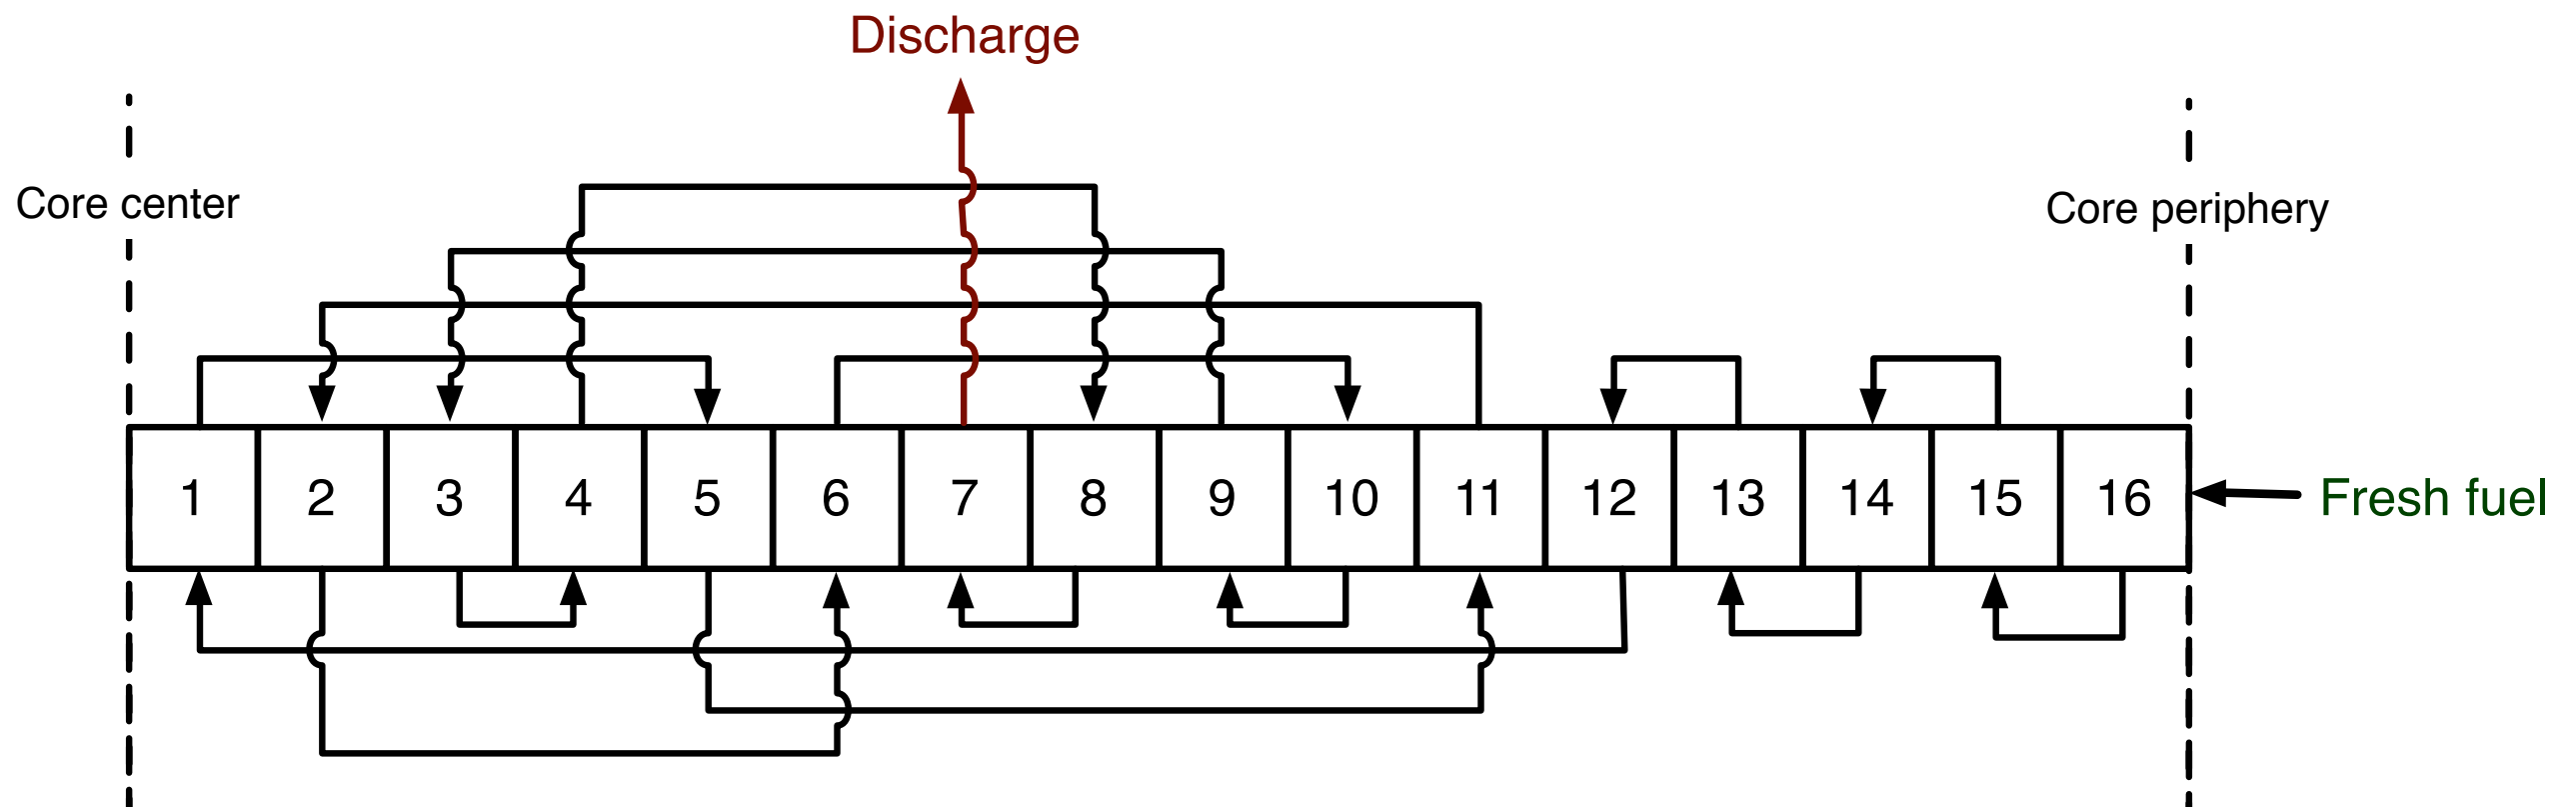 Discharge
Core center
Core periphery
1 2 3 4 5 6 7 8 9 10 11 12 13 14 15 16
Fresh fuel